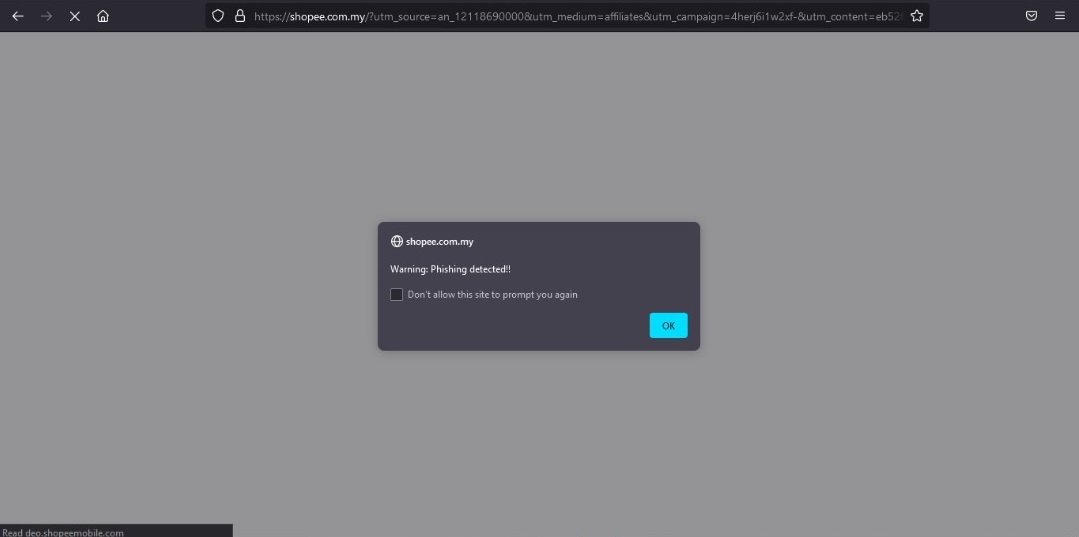 https://shopee.com.my/?utm_source=an_12118690000&utm_medium=affiliates&utm_campaign=4herj6i1w2xf-&utm_content=eb52
shopee.com.my
Warning: Phishing detected!!
Don't allow this site to prompt you again
OK
Read deo.shopeemobile.com